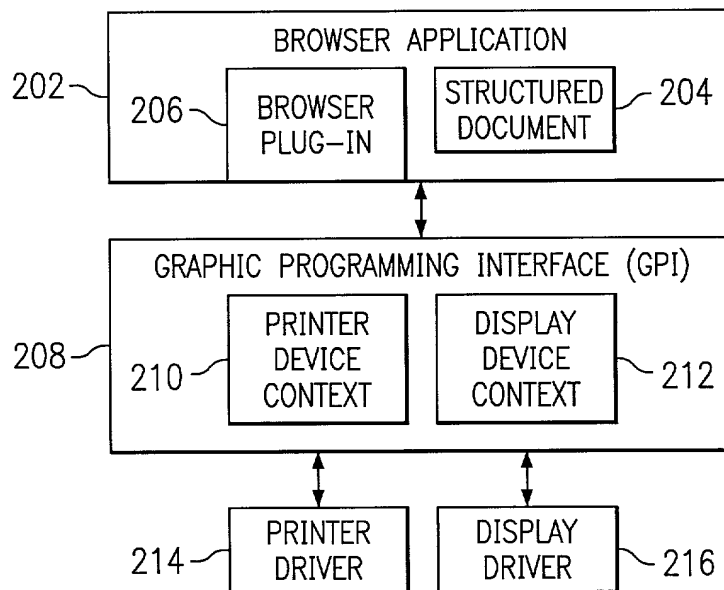 BROWSER APPLICATION
202
206
BROWSER
PLUG-IN
STRUCTURED
DOCUMENT
204
GRAPHIC PROGRAMMING INTERFACE (GPI)
208
210
PRINTER
DEVICE
CONTEXT
DISPLAY
DEVICE
CONTEXT
212
214
PRINTER
DRIVER
DISPLAY
DRIVER
216